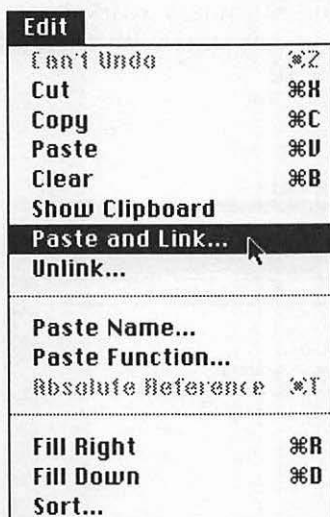 Edit
Can't Undo ⌘Z
Cut ⌘X
Copy ⌘C
Paste ⌘V
Clear ⌘B
Show Clipboard
Paste and Link...
Unlink...
Paste Name...
Paste Function...
Absolute Reference ⌘T
Fill Right ⌘R
Fill Down ⌘D
Sort...